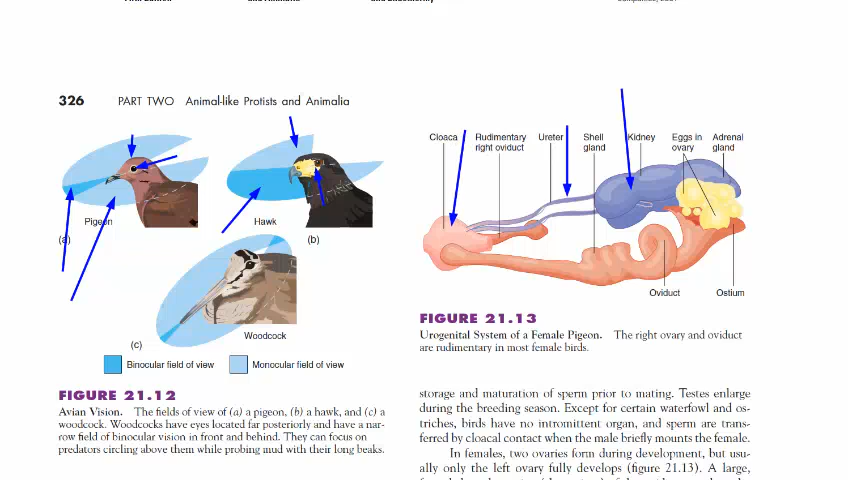 326 PART TWO Animal-like Protists and Animalia
Pigeon
(a)
Hawk
(b)
Woodcock
(c)
Binocular field of view
Monocular field of view
FIGURE 21.12
Avian Vision. The fields of view of (a) a pigeon, (b) a hawk, and (c) a
woodcock. Woodcocks have eyes located far posteriorly and have a nar-
row field of binocular vision in front and behind. They can focus on
predators circling above them while probing mud with their long beaks.
Cloaca
Rudimentary
right oviduct
Ureter
Shell
gland
Kidney
Eggs in
ovary
Adrenal
gland
Oviduct
Ostium
FIGURE 21.13
Urogenital System of a Female Pigeon. The right ovary and oviduct
are rudimentary in most female birds.
storage and maturation of sperm prior to mating. Testes enlarge
during the breeding season. Except for certain waterfowl and os-
triches, birds have no intromittent organ, and sperm are trans-
ferred by cloacal contact when the male briefly mounts the female.
In females, two ovaries form during development, but usu-
ally only the left ovary fully develops (figure 21.13). A large,